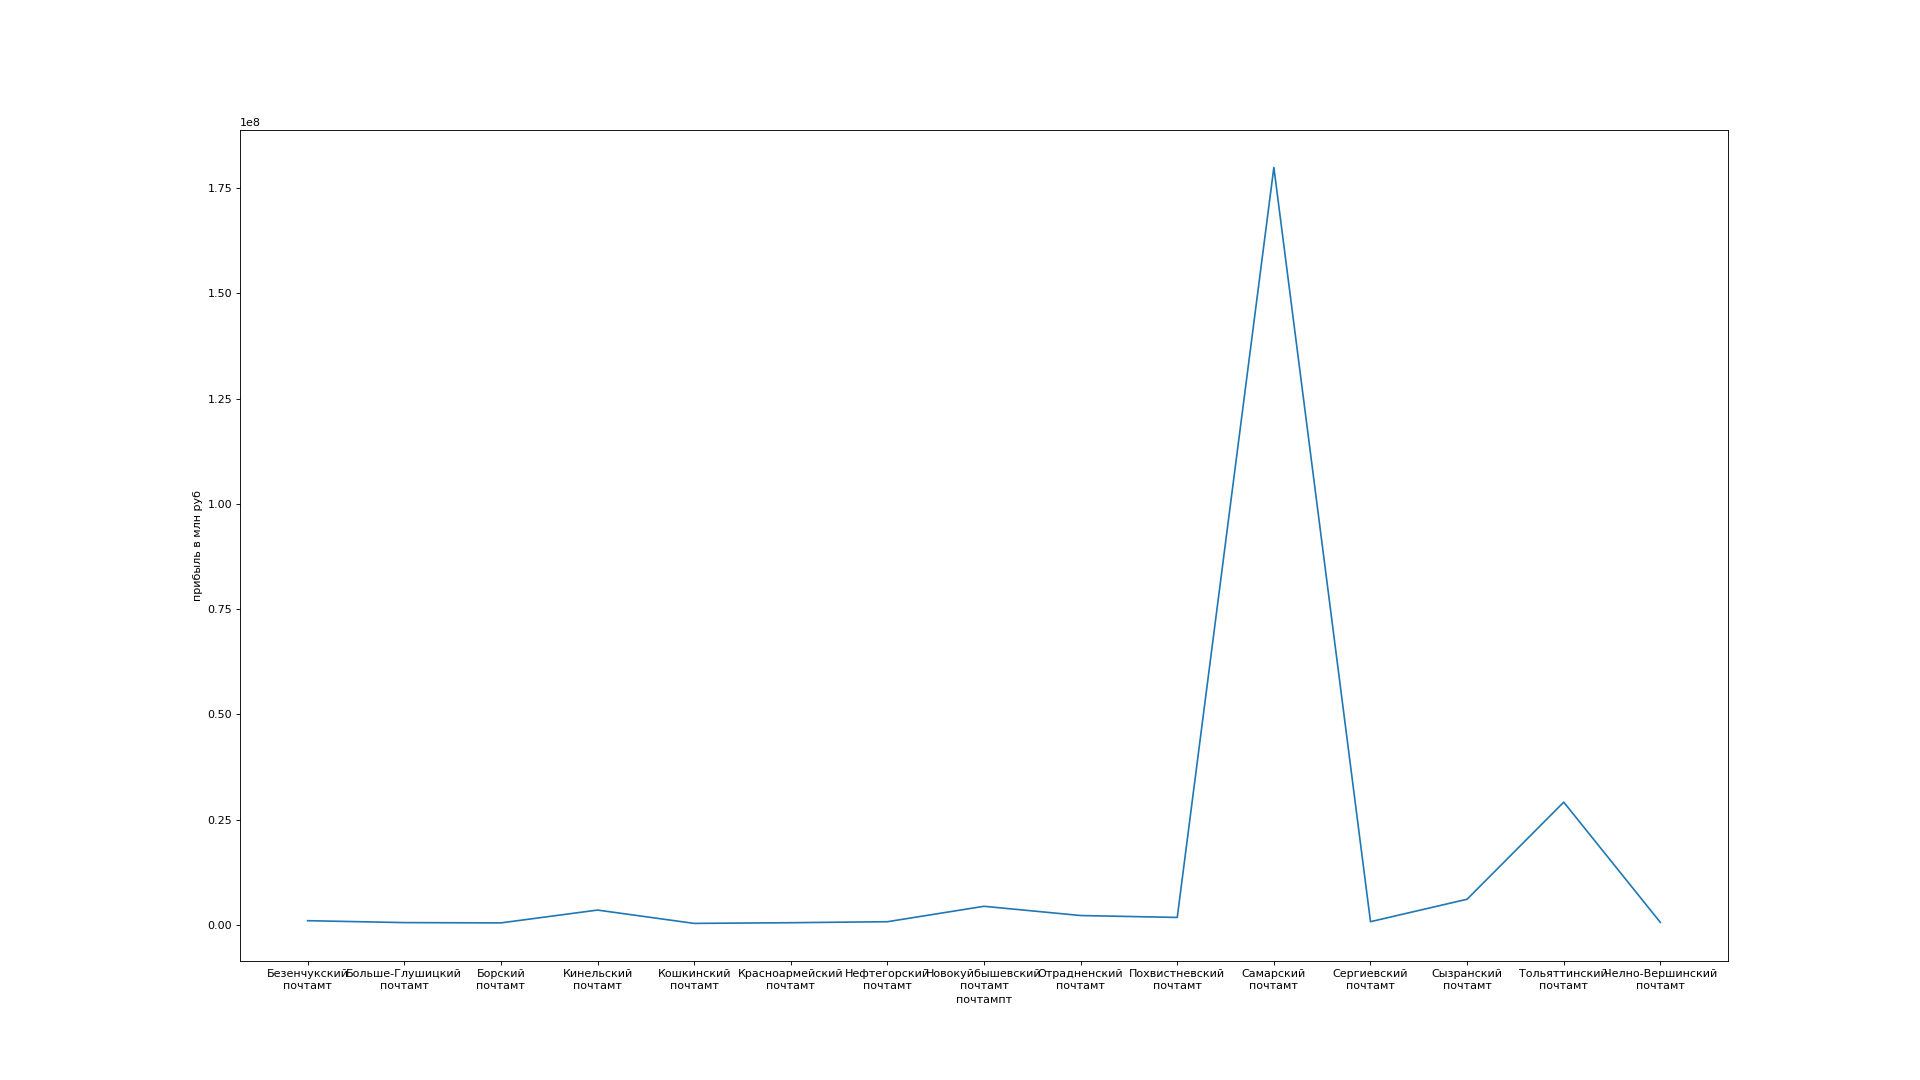 1e8
1.75
1.50
1.25
1.00
0.75
0.50
0.25
0.00
прибыль в млн руб
Безенчукский
почтамт
Больше-Глушицкий
почтамт
Борский
почтамт
Кинельский
почтамт
Кошкинский
почтамт
Красноармейский
почтамт
Нефтегорский
почтамт
Новокуйбышевский
почтамт
Отрадненский
почтамт
Похвистневский
почтамт
Самарский
почтамт
Сергиевский
почтамт
Сызранский
почтамт
Тольяттинский
почтамт
Челно-Вершинский
почтамт
почтампт